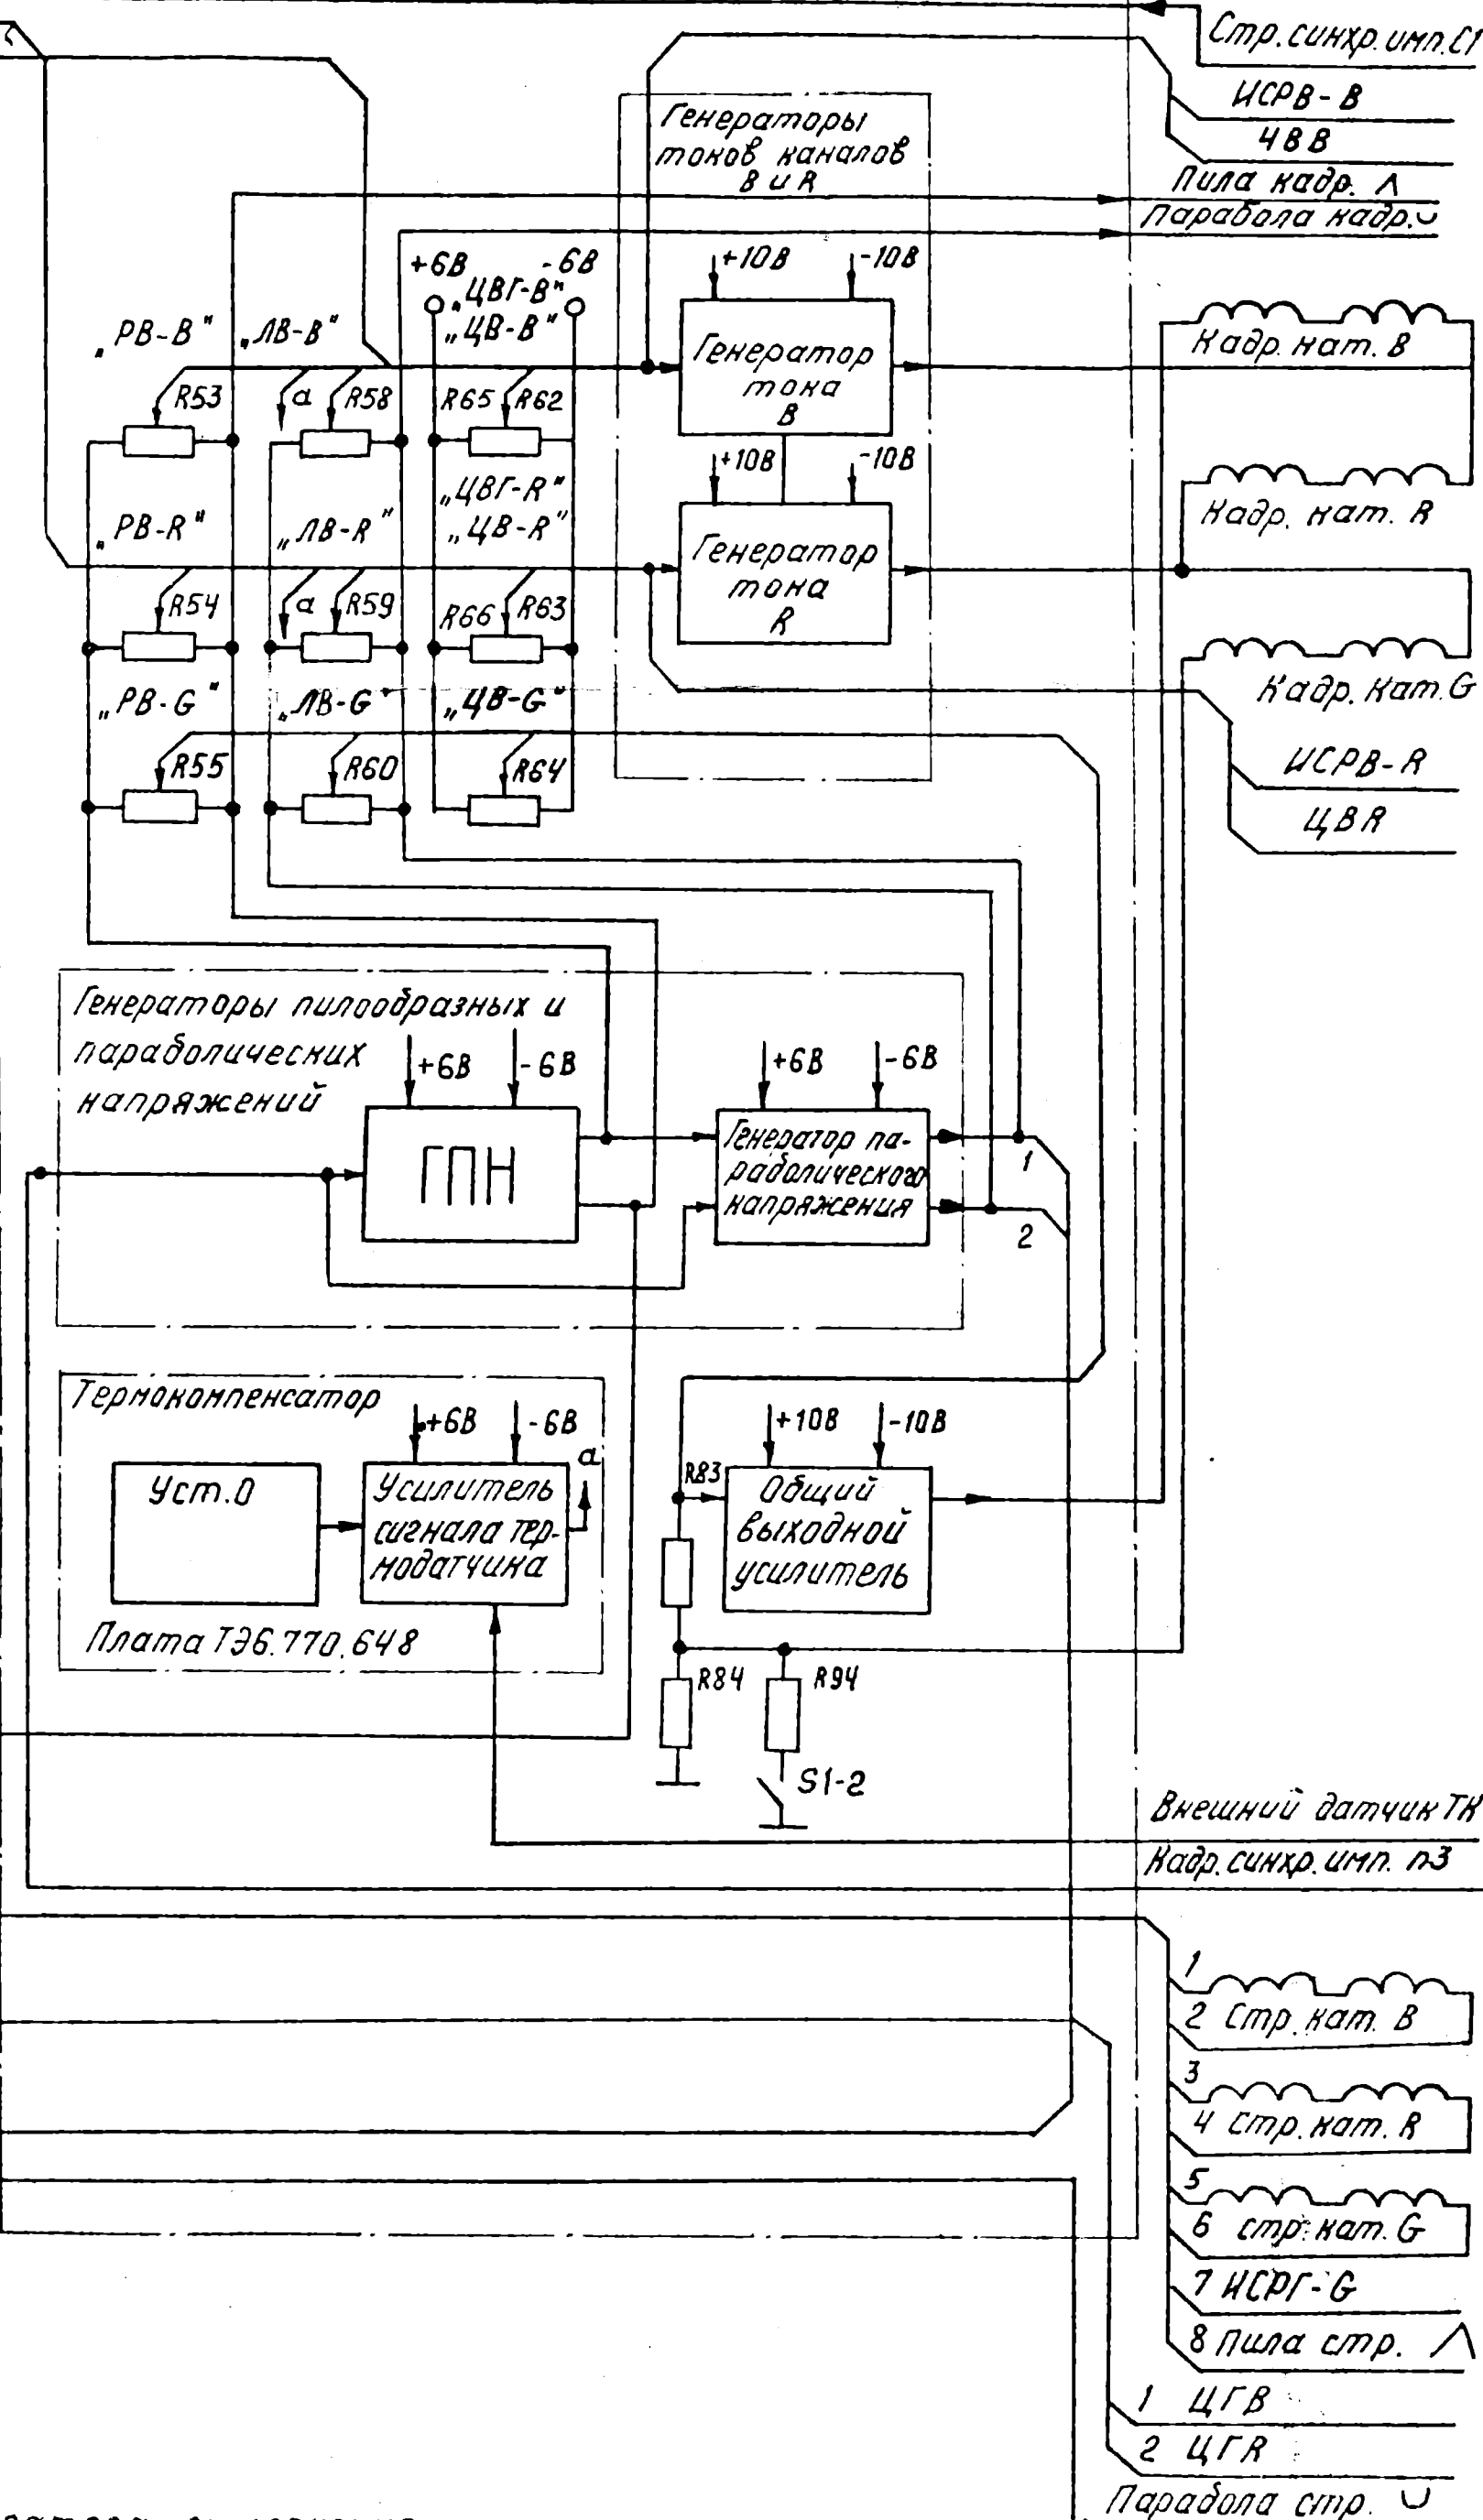 Стр. синхр. имп. С1
ИСРВ-В
ЧВВ
Генераторы
токов каналов
В и R
Пила кадр.
Парабола кадр.
+10В
-10В
+6В
-6В
„ЦВГ-В"
„РВ-В"
„ЛВ-В"
„ЦВ-В"
Кадр. кат. В
Генератор
тока
В
R53
а
R58
R65
R62
+10В
-10В
„ЦВГ-R"
„РВ-R"
„ЛВ-R"
„ЦВ-R"
Кадр. кат. R
Генератор
тока
R
R54
а
R59
R66
R63
„РВ-G"
„ЛВ-G"
„ЦВ-G"
Кадр. кат. G
R55
R60
R64
ИСРВ-R
ЦВR
Генераторы пилообразных и
параболических
напряжений
+6В
-6В
+6В
-6В
ГПН
Генератор па-
раболического
напряжения
1
2
Термокомпенсатор
+6В
-6В
а
+10В
-10В
Уст.0
Усилитель
сигнала тер-
модатчика
R83
Общий
выходной
усилитель
Плата ТЭ6.770.648
R84
R94
S1-2
Внешний датчик ТК
Кадр. синхр. имп. п3
1
2 Стр. кат. В
3
4 Стр. кат. R
5
6 стр. кат. G
7 ИСРГ-G
8 Пила стр.
1 ЦГВ
2 ЦГR
Парабола стр.